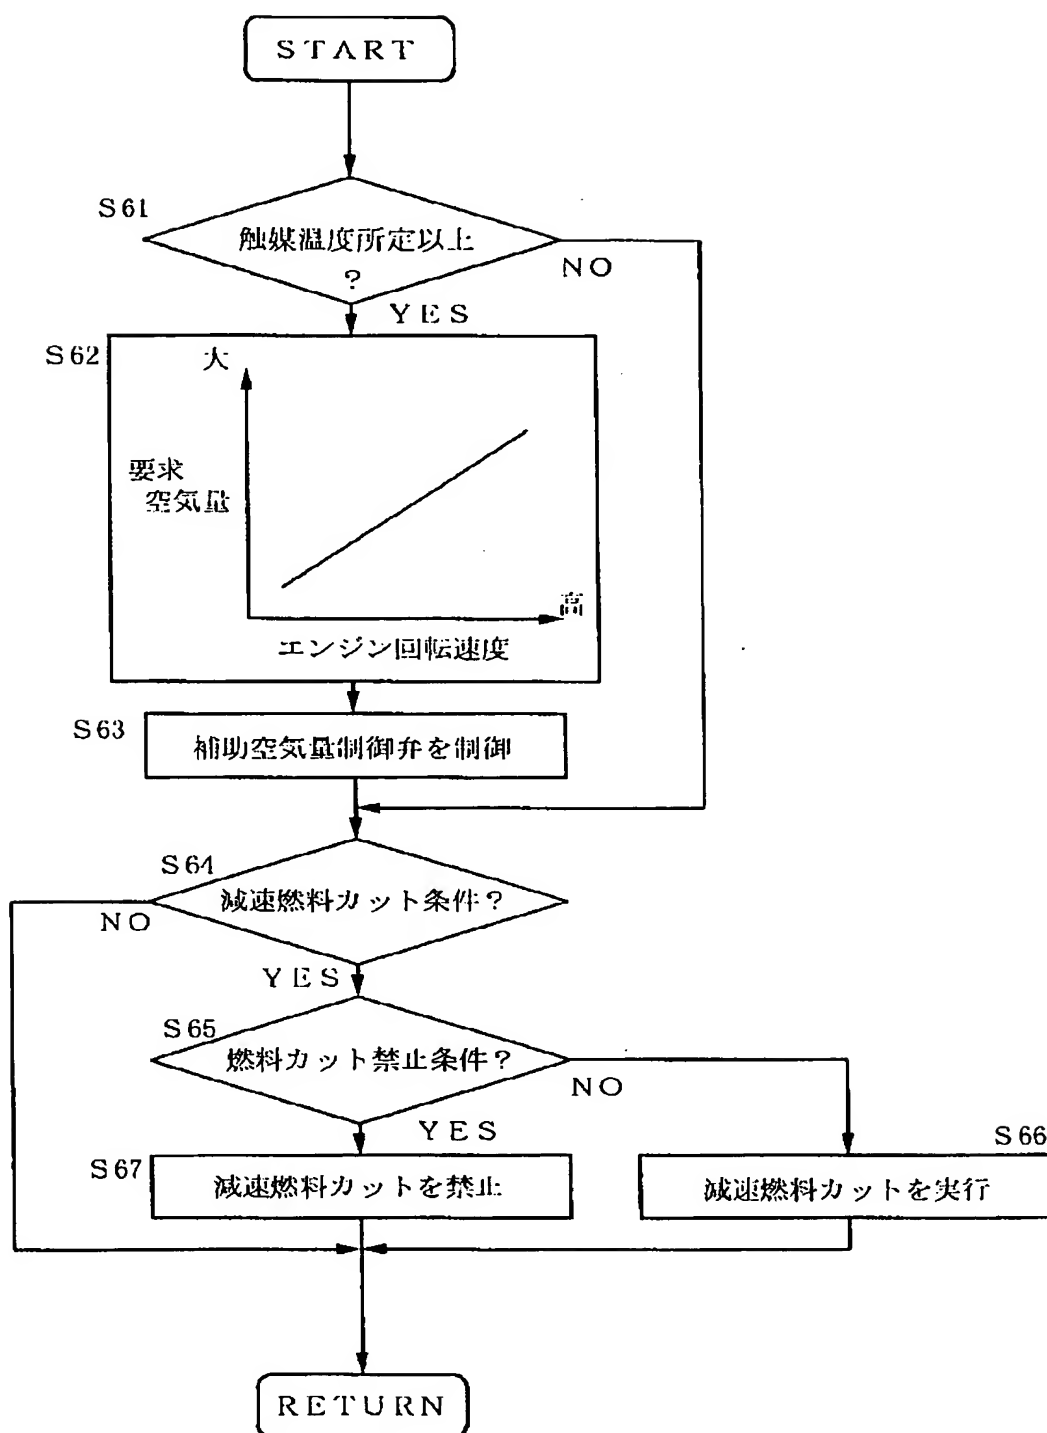 START
S61
触媒温度所定以上
?
NO
YES
S62
大
要求
空気量
高
エンジン回転速度
S63
補助空気量制御弁を制御
S64
減速燃料カット条件?
NO
YES
S65
燃料カット禁止条件?
NO
YES
S66
S67
減速燃料カットを禁止
減速燃料カットを実行
RETURN